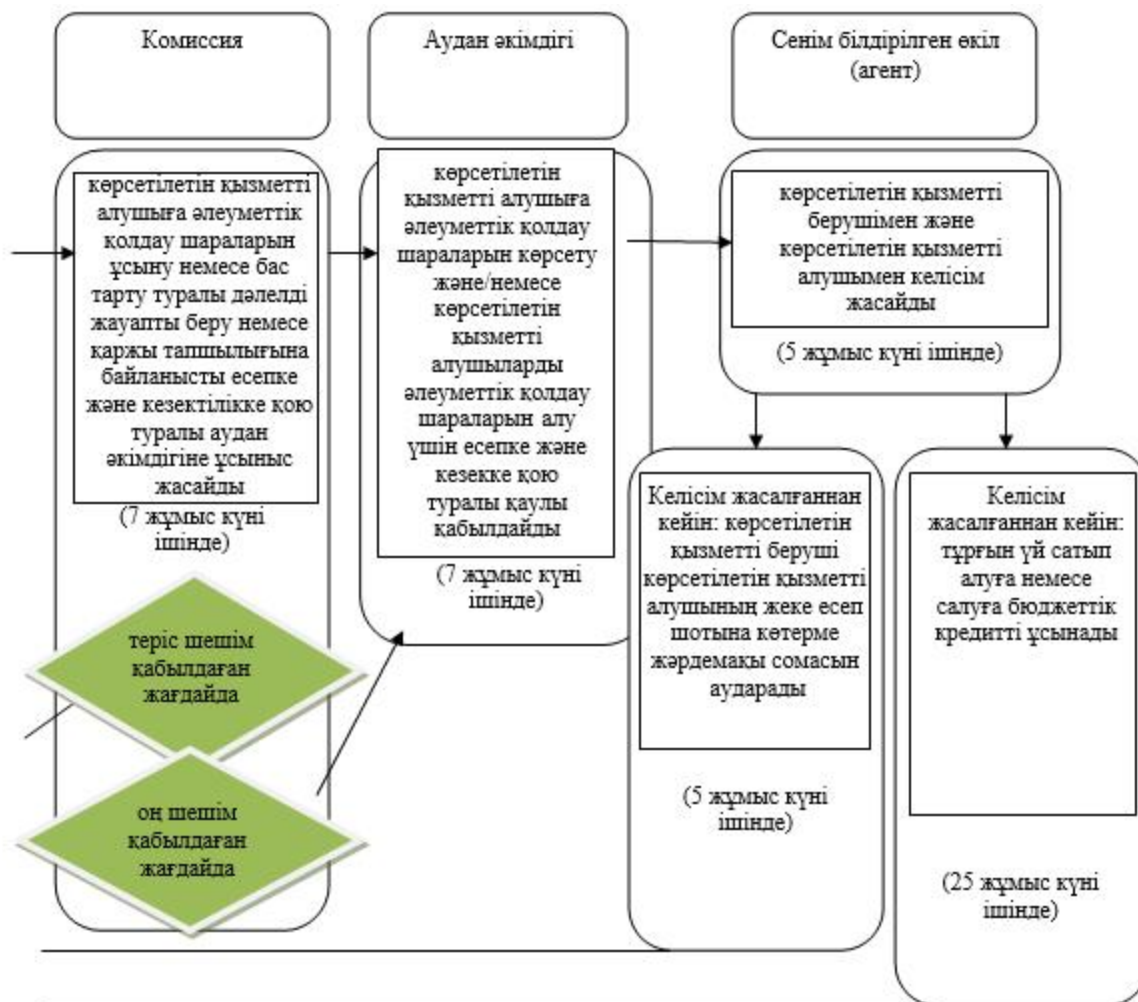 Комиссия
Аудан әкімдігі
Сенім білдірілген өкіл
(агент)
көрсетілетін қызметті
алушыға әлеуметтік
қолдау шараларын
ұсыну немесе бас
тарту туралы дәлелді
жауапты беру немесе
қаржы тапшылығына
байланысты есепке
және кезектілікке қою
туралы аудан
әкімдігіне ұсыныс
жасайды
(7 жұмыс күні
ішінде)
теріс шешім
қабылдаған
жағдайда
оң шешім
қабылдаған
жағдайда
көрсетілетін
қызметті алушыға
әлеуметтік қолдау
шараларын көрсету
және/немесе
көрсетілетін
қызметті
алушыларды
әлеуметтік қолдау
шараларын алу
үшін есепке және
кезекке қою
туралы қаулы
қабылдайды
(7 жұмыс күні
ішінде)
көрсетілетін қызметті
берушімен және
көрсетілетін қызметті
алушымен келісім
жасайды
(5 жұмыс күні ішінде)
Келісім жасалғаннан
кейін: көрсетілетін
қызметті беруші
көрсетілетін қызметті
алушының жеке есеп
шотына көтерме
жәрдемақы сомасын
аударады
(5 жұмыс күні
ішінде)
Келісім
жасалғаннан кейін:
тұрғын үй сатып
алуға немесе
салуға бюджеттік
кредитті ұсынады
(25 жұмыс күні
ішінде)